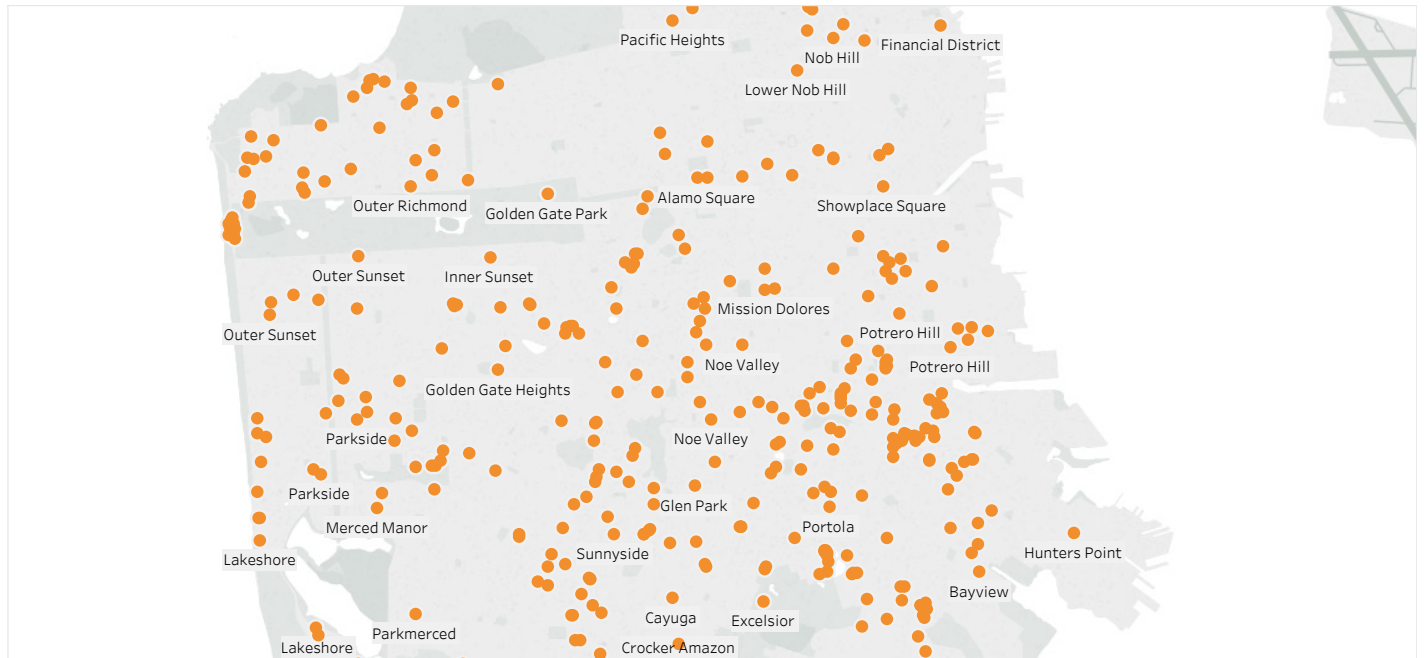 Pacific Heights
Financial District
Nob Hill
Lower Nob Hill
Alamo Square
Outer Richmond
Golden Gate Park
Showplace Square
Outer Sunset
Inner Sunset
Mission Dolores
Outer Sunset
Potrero Hill
Noe Valley
Potrero Hill
Golden Gate Heights
Parkside
Noe Valley
Parkside
Glen Park
Merced Manor
Portola
Sunnyside
Hunters Point
Lakeshore
Bayview
Cayuga
Excelsior
Parkmerced
Lakeshore
Crocker Amazon